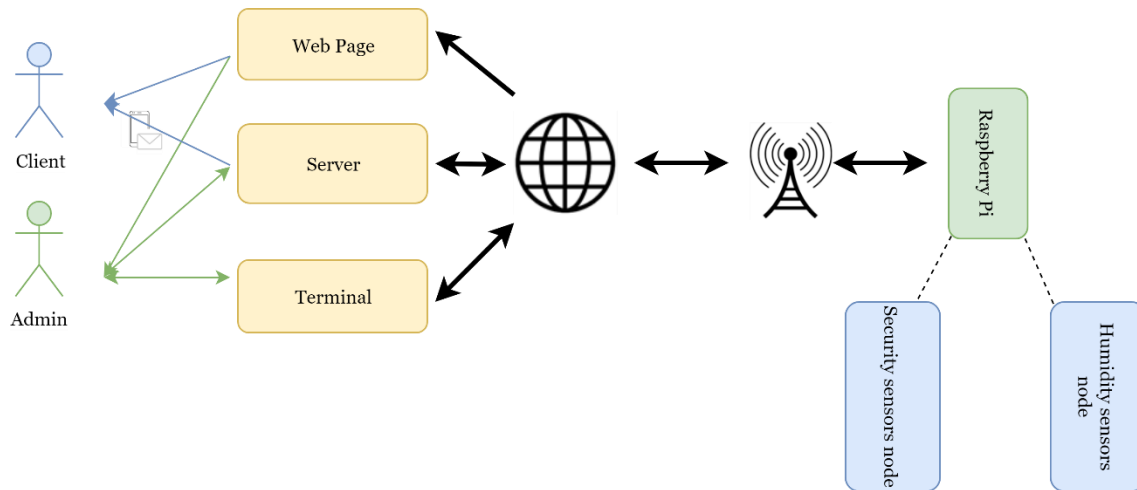 Web Page
Client
Server
Admin
Terminal
Raspberry Pi
Security sensors node
Humidity sensors
node